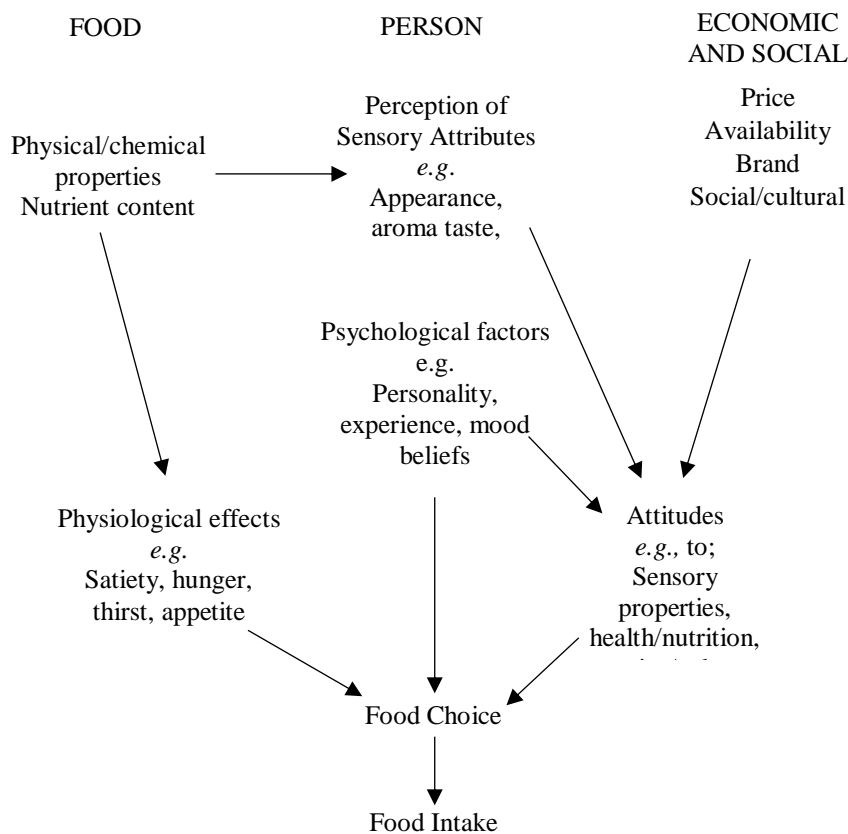 FOOD
PERSON
ECONOMIC
AND SOCIAL
Physical/chemical
properties
Nutrient content
Perception of
Sensory Attributes
e.g.
Appearance,
aroma taste,
Price
Availability
Brand
Social/cultural
Psychological factors
e.g.
Personality,
experience, mood
beliefs
Physiological effects
e.g.
Satiety, hunger,
thirst, appetite
Attitudes
e.g., to;
Sensory
properties,
health/nutrition,
Food Choice
Food Intake